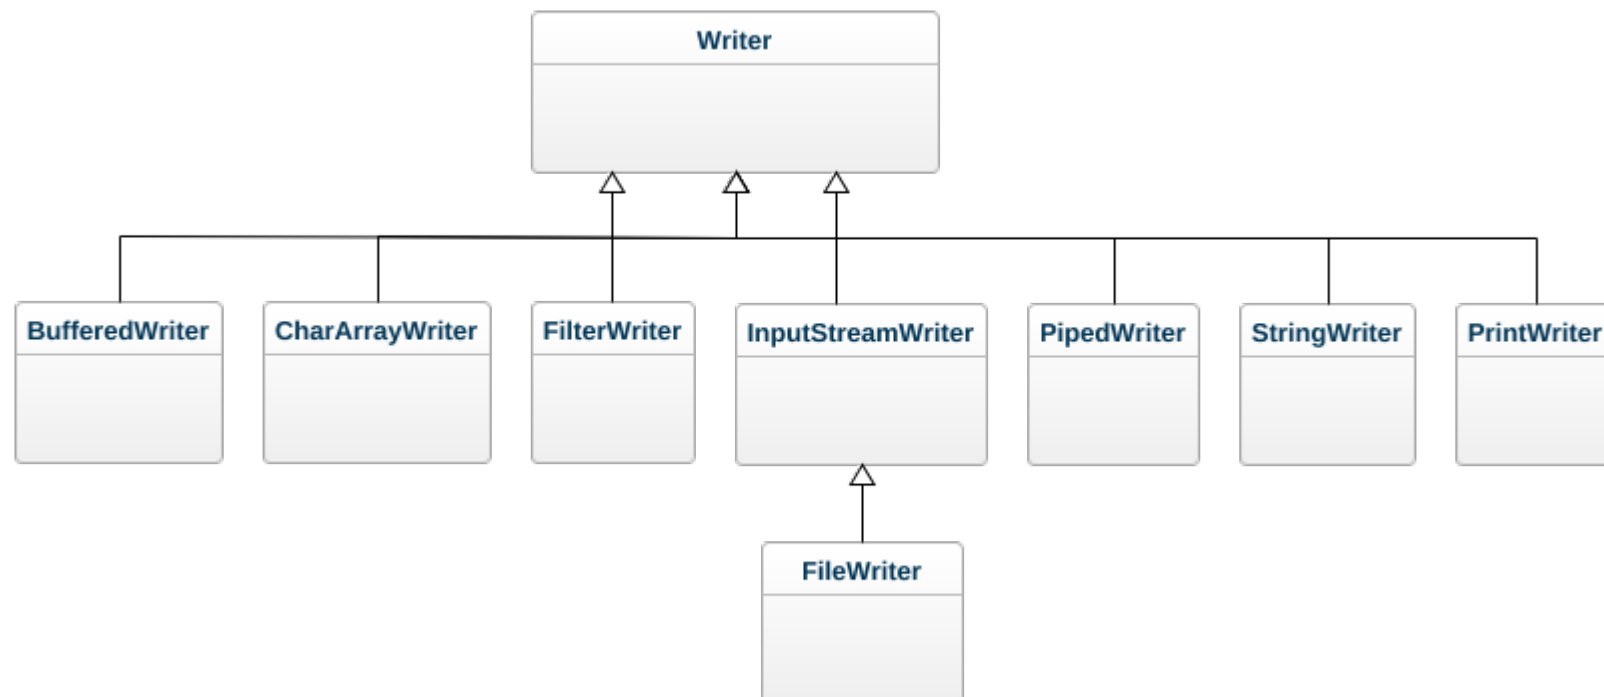 Writer
BufferedWriter
CharArrayWriter
FilterWriter
InputStreamWriter
PipedWriter
StringWriter
PrintWriter
FileWriter